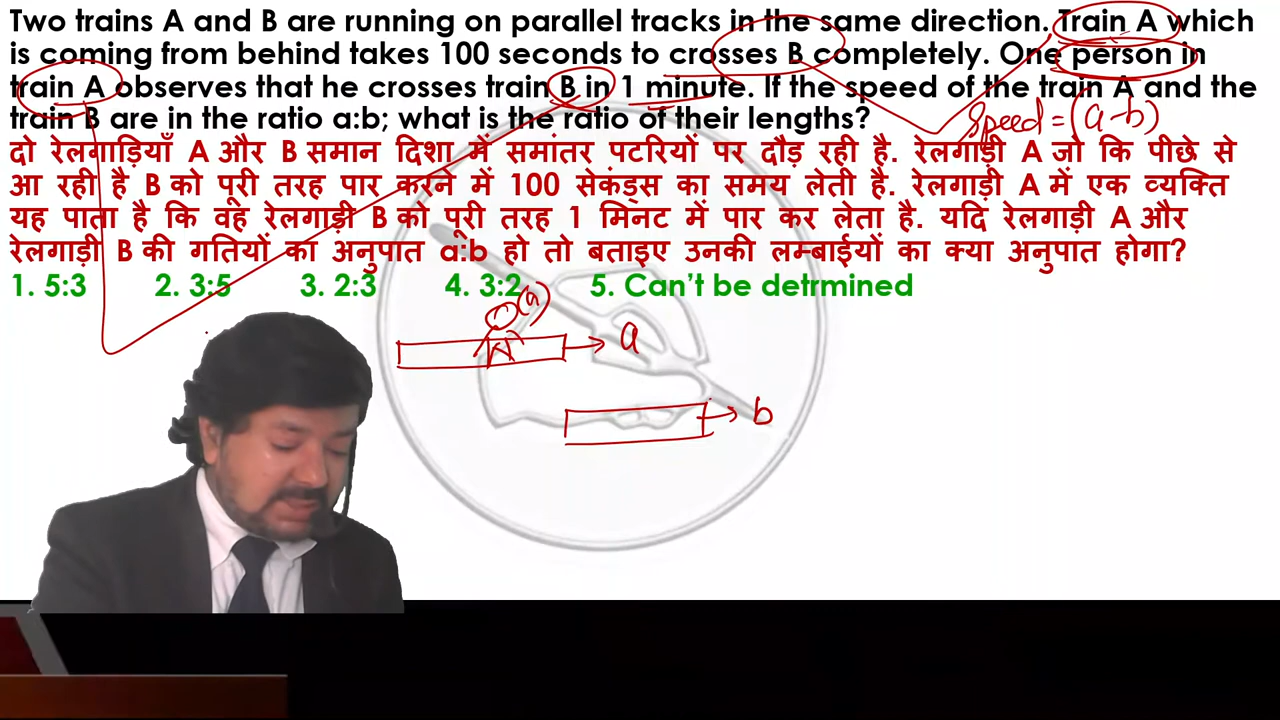 Two trains A and B are running on parallel tracks in the same direction. Train A which
is coming from behind takes 100 seconds to crosses B completely. One person in
train A observes that he crosses train B in 1 minute. If the speed of the train A and the
train B are in the ratio a:b; what is the ratio of their lengths?
Speed = (a-b)
दो रेलगाड़ियाँ A और B समान दिशा में समांतर पटरियों पर दौड़ रही है. रेलगाड़ी A जो कि पीछे से
आ रही है B को पूरी तरह पार करने में 100 सेकंड्स का समय लेती है. रेलगाड़ी A में एक व्यक्ति
यह पाता है कि वह रेलगाड़ी B को पूरी तरह 1 मिनट में पार कर लेता है. यदि रेलगाड़ी A और
रेलगाड़ी B की गतियों का अनुपात a:b हो तो बताइए उनकी लम्बाईयों का क्या अनुपात होगा?
1. 5:3 2. 3:5 3. 2:3 4. 3:2 5. Can't be detrmined
(a)
a
b